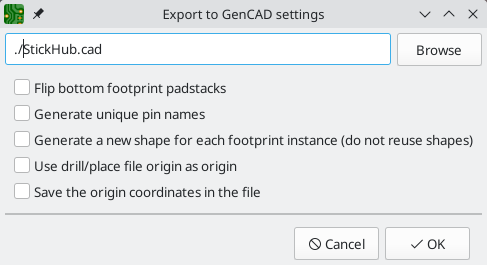 Export to GenCAD settings
./StickHub.cad
Browse
Flip bottom footprint padstacks
Generate unique pin names
Generate a new shape for each footprint instance (do not reuse shapes)
Use drill/place file origin as origin
Save the origin coordinates in the file
Cancel
OK